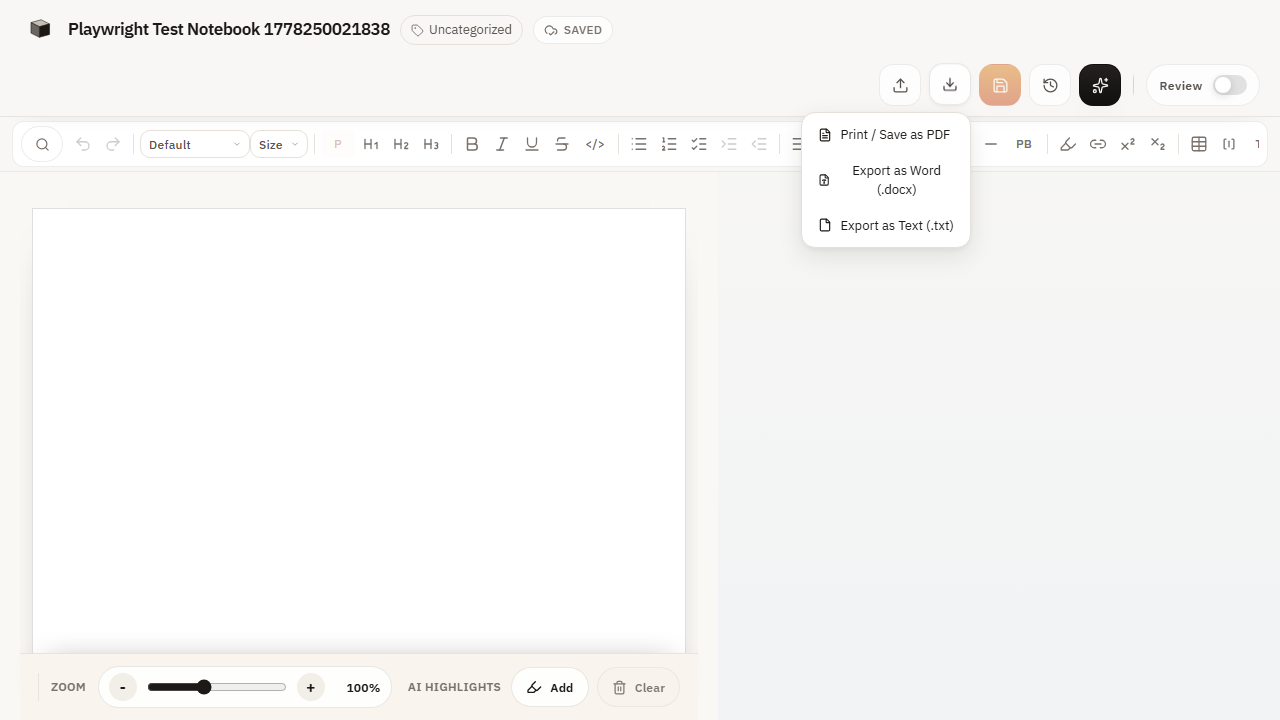 Playwright Test Notebook 1778250021838
Uncategorized
SAVED
Review
Default
Size
P
H1
H2
H3
B
I
U
S
</>
PB
x²
x₂
Print / Save as PDF
Export as Word
(.docx)
Export as Text (.txt)
ZOOM
-
+
100%
AI HIGHLIGHTS
Add
Clear